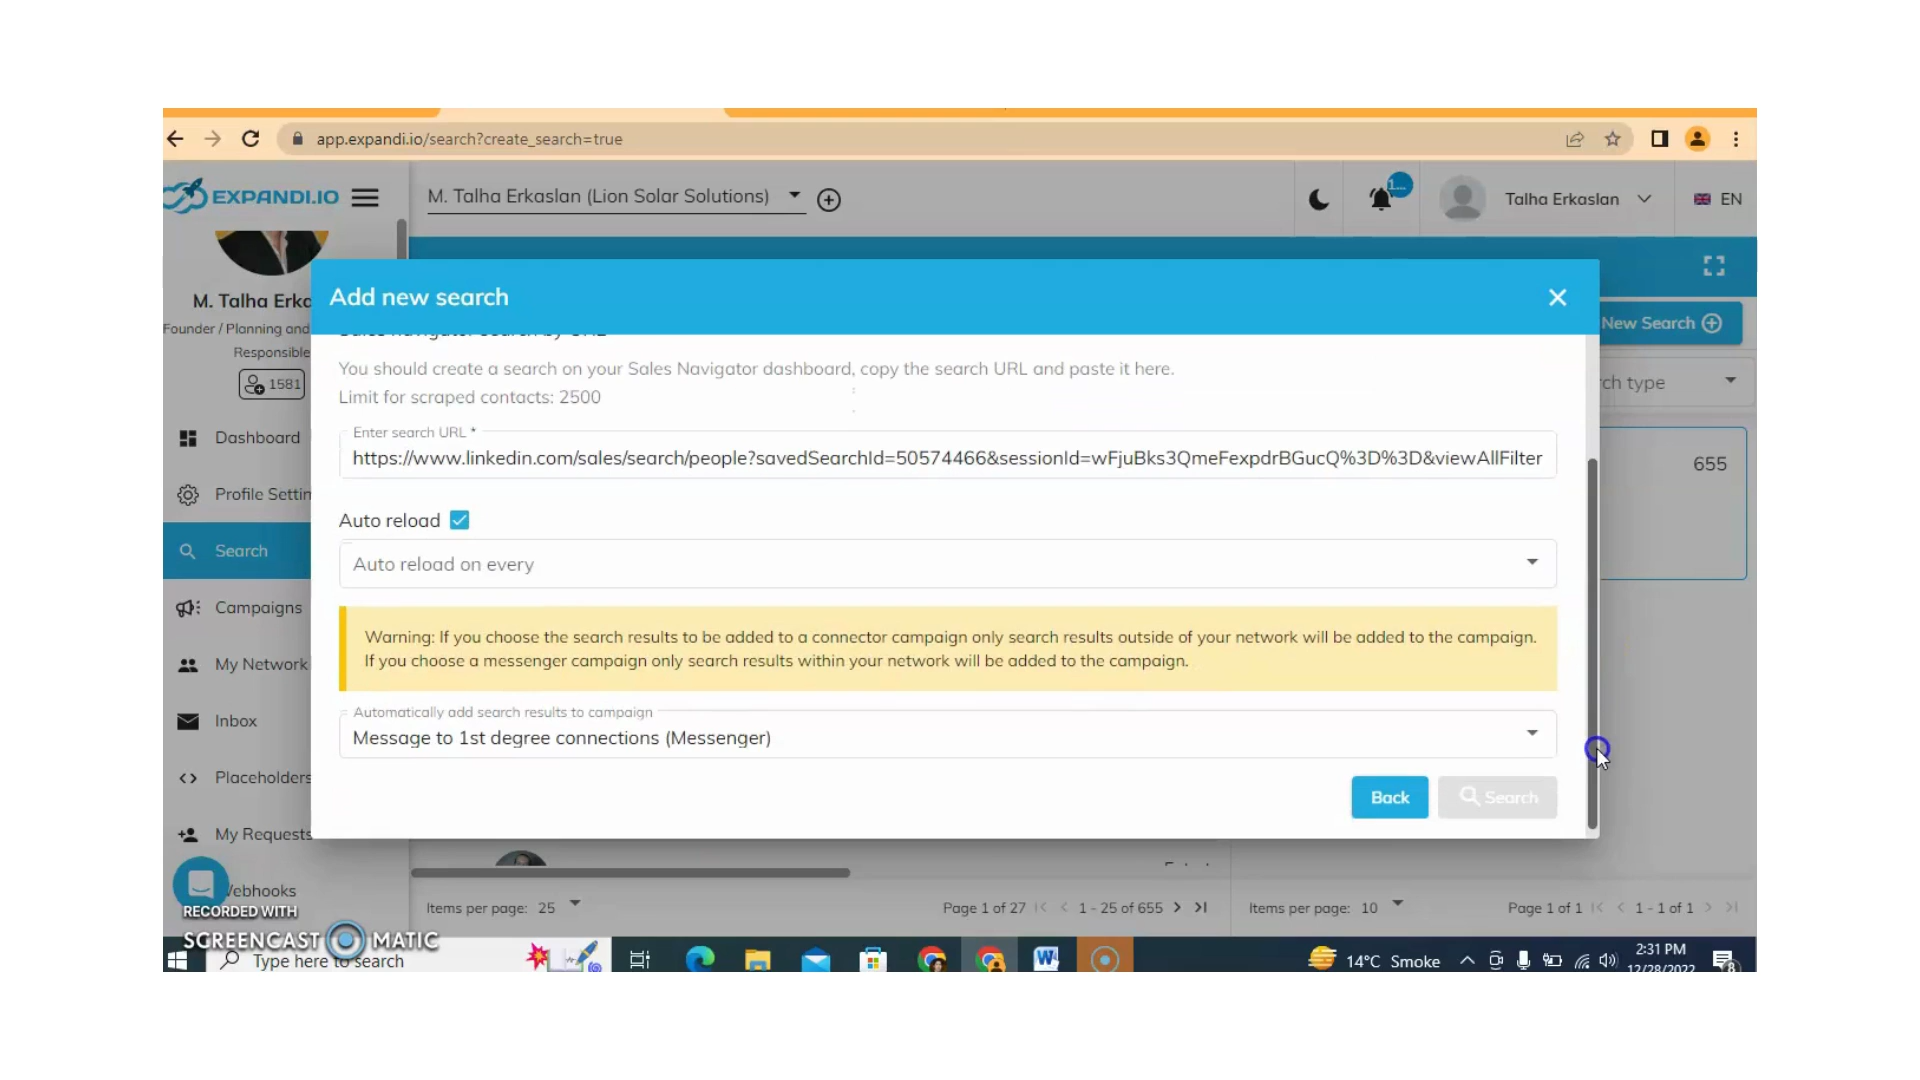 app.expandi.io/search?create_search=true
EXPANDI.IO
M. Talha Erkaslan (Lion Solar Solutions)
1...
Talha Erkaslan
EN
M. Talha Erka
Founder / Planning and
Responsible
1581
Add new search
New Search
You should create a search on your Sales Navigator dashboard, copy the search URL and paste it here.
Limit for scraped contacts: 2500
rch type
Enter search URL *
https://www.linkedin.com/sales/search/people?savedSearchId=50574466&sessionId=wFjuBks3QmeFexpdrBGucQ%3D%3D&viewAllFilter
655
Dashboard
Profile Settin
Auto reload
Search
Auto reload on every
Campaigns
Warning: If you choose the search results to be added to a connector campaign only search results outside of your network will be added to the campaign.
If you choose a messenger campaign only search results within your network will be added to the campaign.
My Network
Automatically add search results to campaign
Message to 1st degree connections (Messenger)
Inbox
Placeholders
Back
Search
My Requests
Webhooks
Items per page: 25
Page 1 of 27
1 - 25 of 655
Items per page: 10
Page 1 of 1
1 - 1 of 1
RECORDED WITH
SCREENCAST MATIC
Type here to search
14°C Smoke
2:31 PM
12/28/2022
8